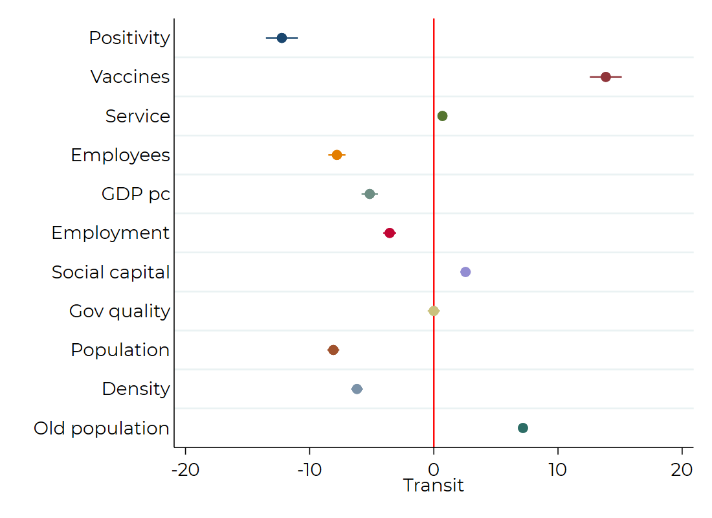 Positivity
Vaccines
Service
Employees
GDP pc
Employment
Social capital
Gov quality
Population
Density
Old population
-20 -10 0 10 20
Transit